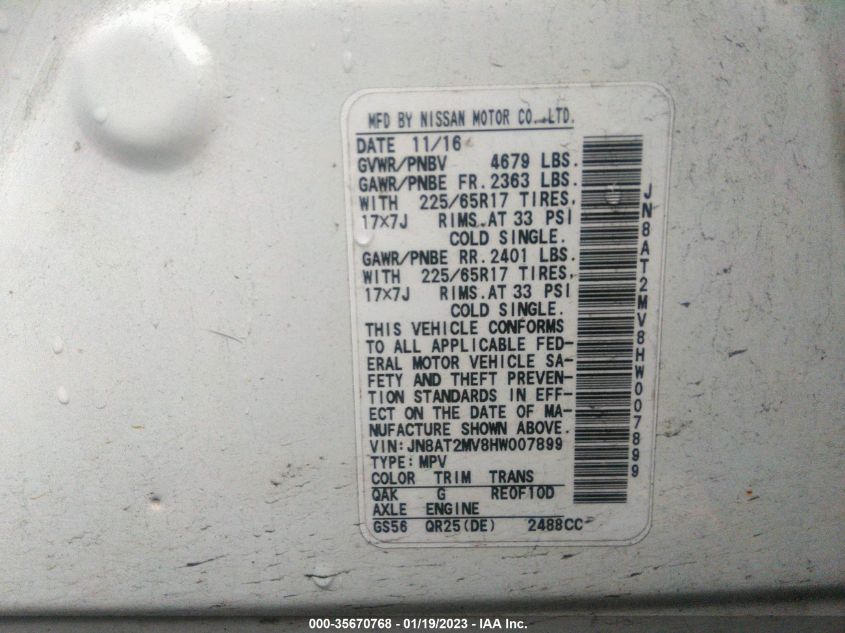 MFD BY NISSAN MOTOR CO.,LTD.
DATE 11/16
GVWR/PNBV 4679 LBS.
GAWR/PNBE FR. 2363 LBS.
WITH 225/65R17 TIRES,
17×7J RIMS. AT 33 PSI
COLD SINGLE.
GAWR/PNBE RR. 2401 LBS.
WITH 225/65R17 TIRES,
17×7J RIMS. AT 33 PSI
COLD SINGLE.
THIS VEHICLE CONFORMS
TO ALL APPLICABLE FED-
ERAL MOTOR VEHICLE SA-
FETY AND THEFT PREVEN-
TION STANDARDS IN EFF-
ECT ON THE DATE OF MA-
NUFACTURE SHOWN ABOVE.
VIN:JN8AT2MV8HW007899
TYPE:MPV
COLOR TRIM TRANS
QAK G RE0F10D
AXLE ENGINE
GS56 QR25(DE) 2488CC
JN8AT2MV8HW007899
000-35670768 — 01/19/2023 — IAA Inc.